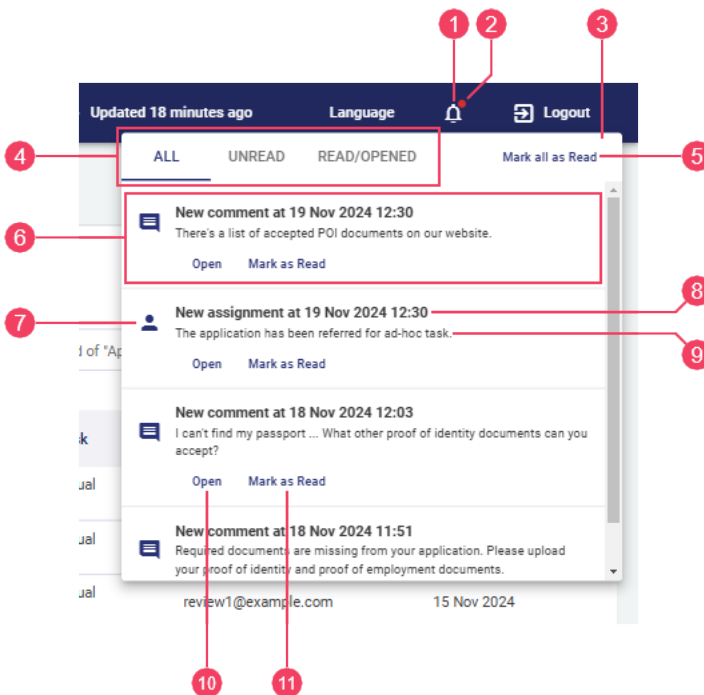 1 2 3
Updated 18 minutes ago Language Logout
4 ALL UNREAD READ/OPENED Mark all as Read 5
New comment at 19 Nov 2024 12:30
There's a list of accepted POI documents on our website.
6
Open Mark as Read
New assignment at 19 Nov 2024 12:30 8
7
The application has been referred for ad-hoc task. 9
d of "Ap
Open Mark as Read
New comment at 18 Nov 2024 12:03
sk
I can't find my passport ... What other proof of identity documents can you
accept?
ual
Open Mark as Read
New comment at 18 Nov 2024 11:51
ual
Required documents are missing from your application. Please upload
your proof of identity and proof of employment documents.
ual review1@example.com 15 Nov 2024
10 11